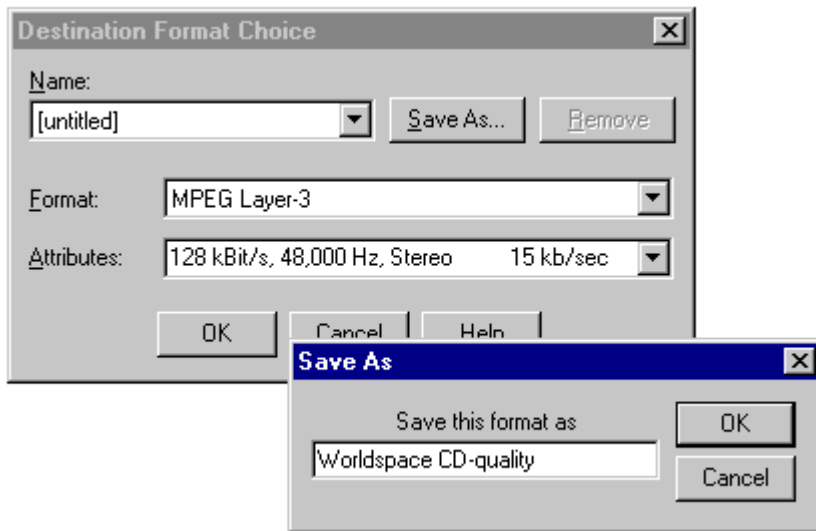 Destination Format Choice
Name:
[untitled]
Save As...
Remove
Format:
MPEG Layer-3
Attributes:
128 kBit/s, 48,000 Hz, Stereo 15 kb/sec
OK
Cancel
Help
Save As
Save this format as
Worldspace CD-quality
OK
Cancel